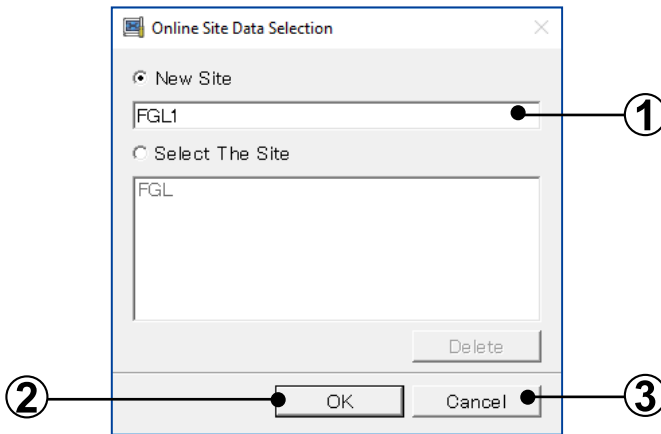 Online Site Data Selection
New Site
FGL1
1
Select The Site
FGL
Delete
2
OK
Cancel
3